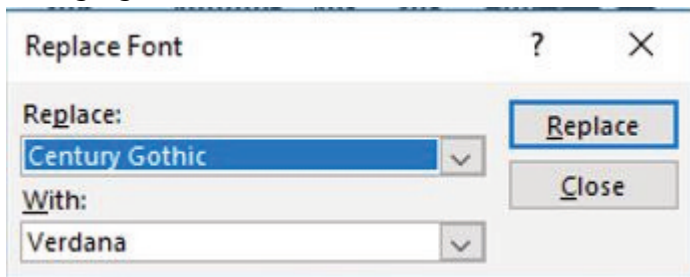 Replace Font ? X
Replace:
Replace
Century Gothic
Close
With:
Verdana